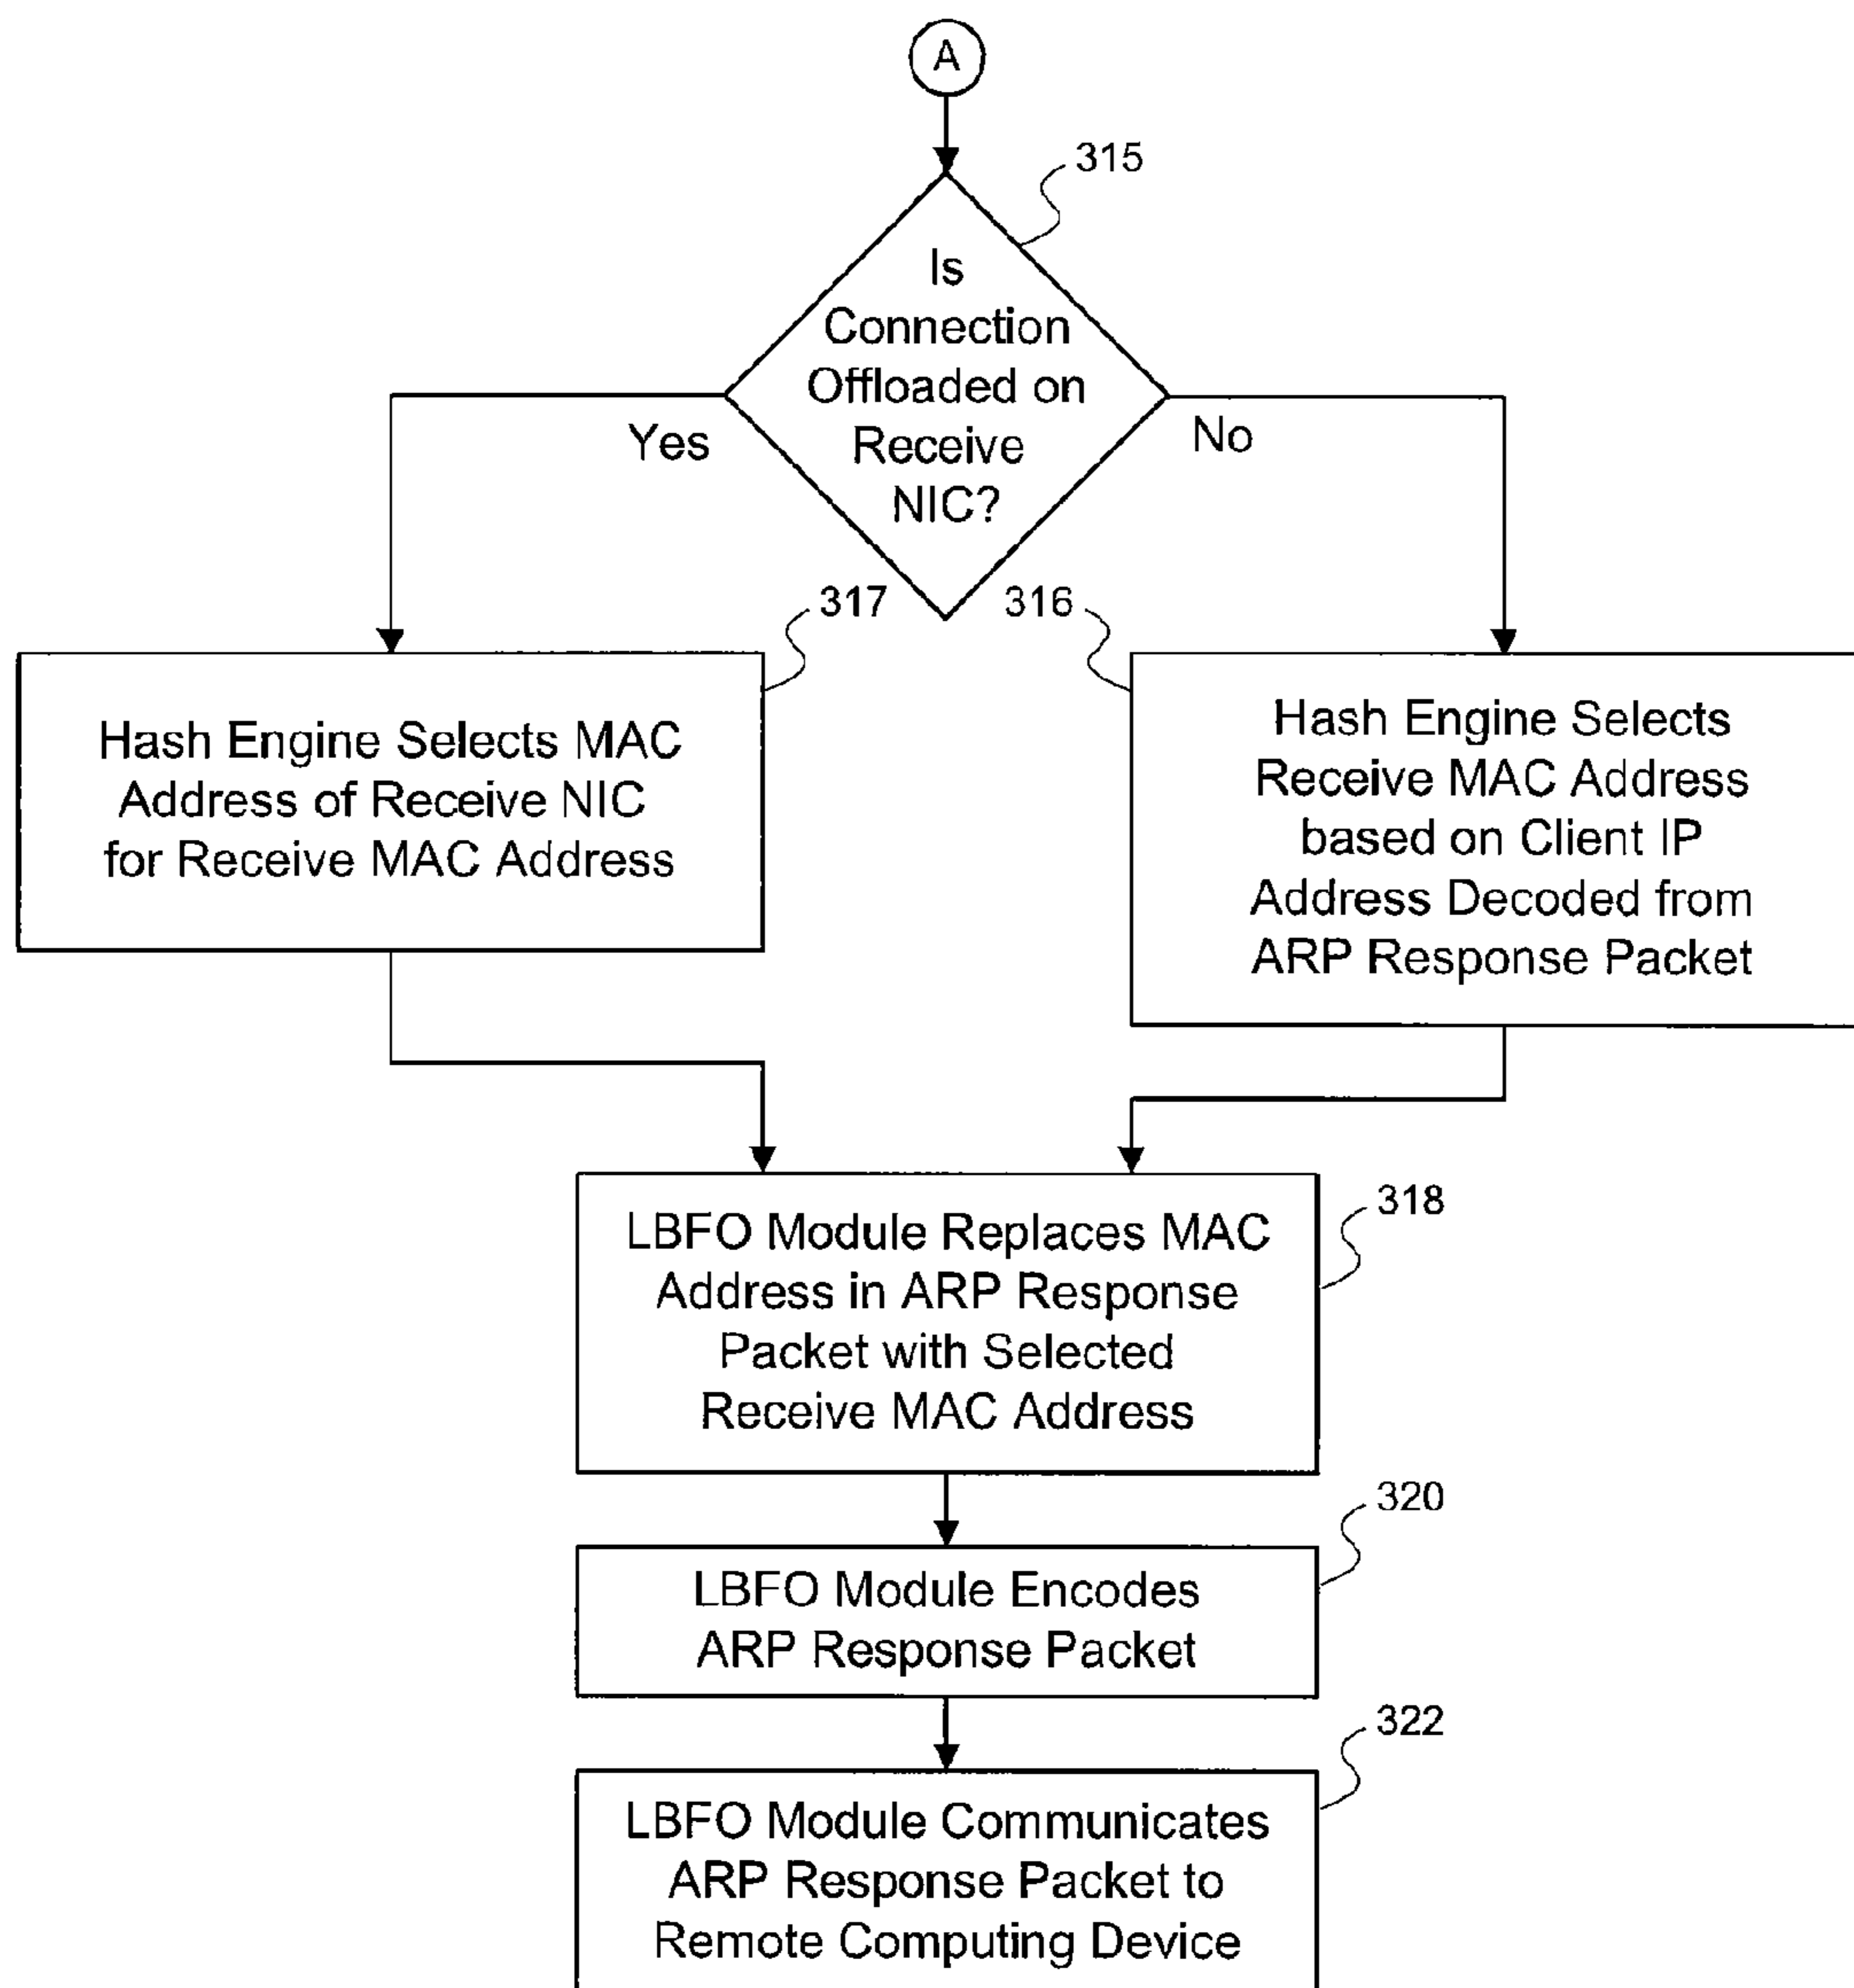 A
315
Is
Connection
Offloaded on
Receive
NIC?
Yes
No
317
316
Hash Engine Selects MAC
Address of Receive NIC
for Receive MAC Address
Hash Engine Selects
Receive MAC Address
based on Client IP
Address Decoded from
ARP Response Packet
318
LBFO Module Replaces MAC
Address in ARP Response
Packet with Selected
Receive MAC Address
320
LBFO Module Encodes
ARP Response Packet
322
LBFO Module Communicates
ARP Response Packet to
Remote Computing Device